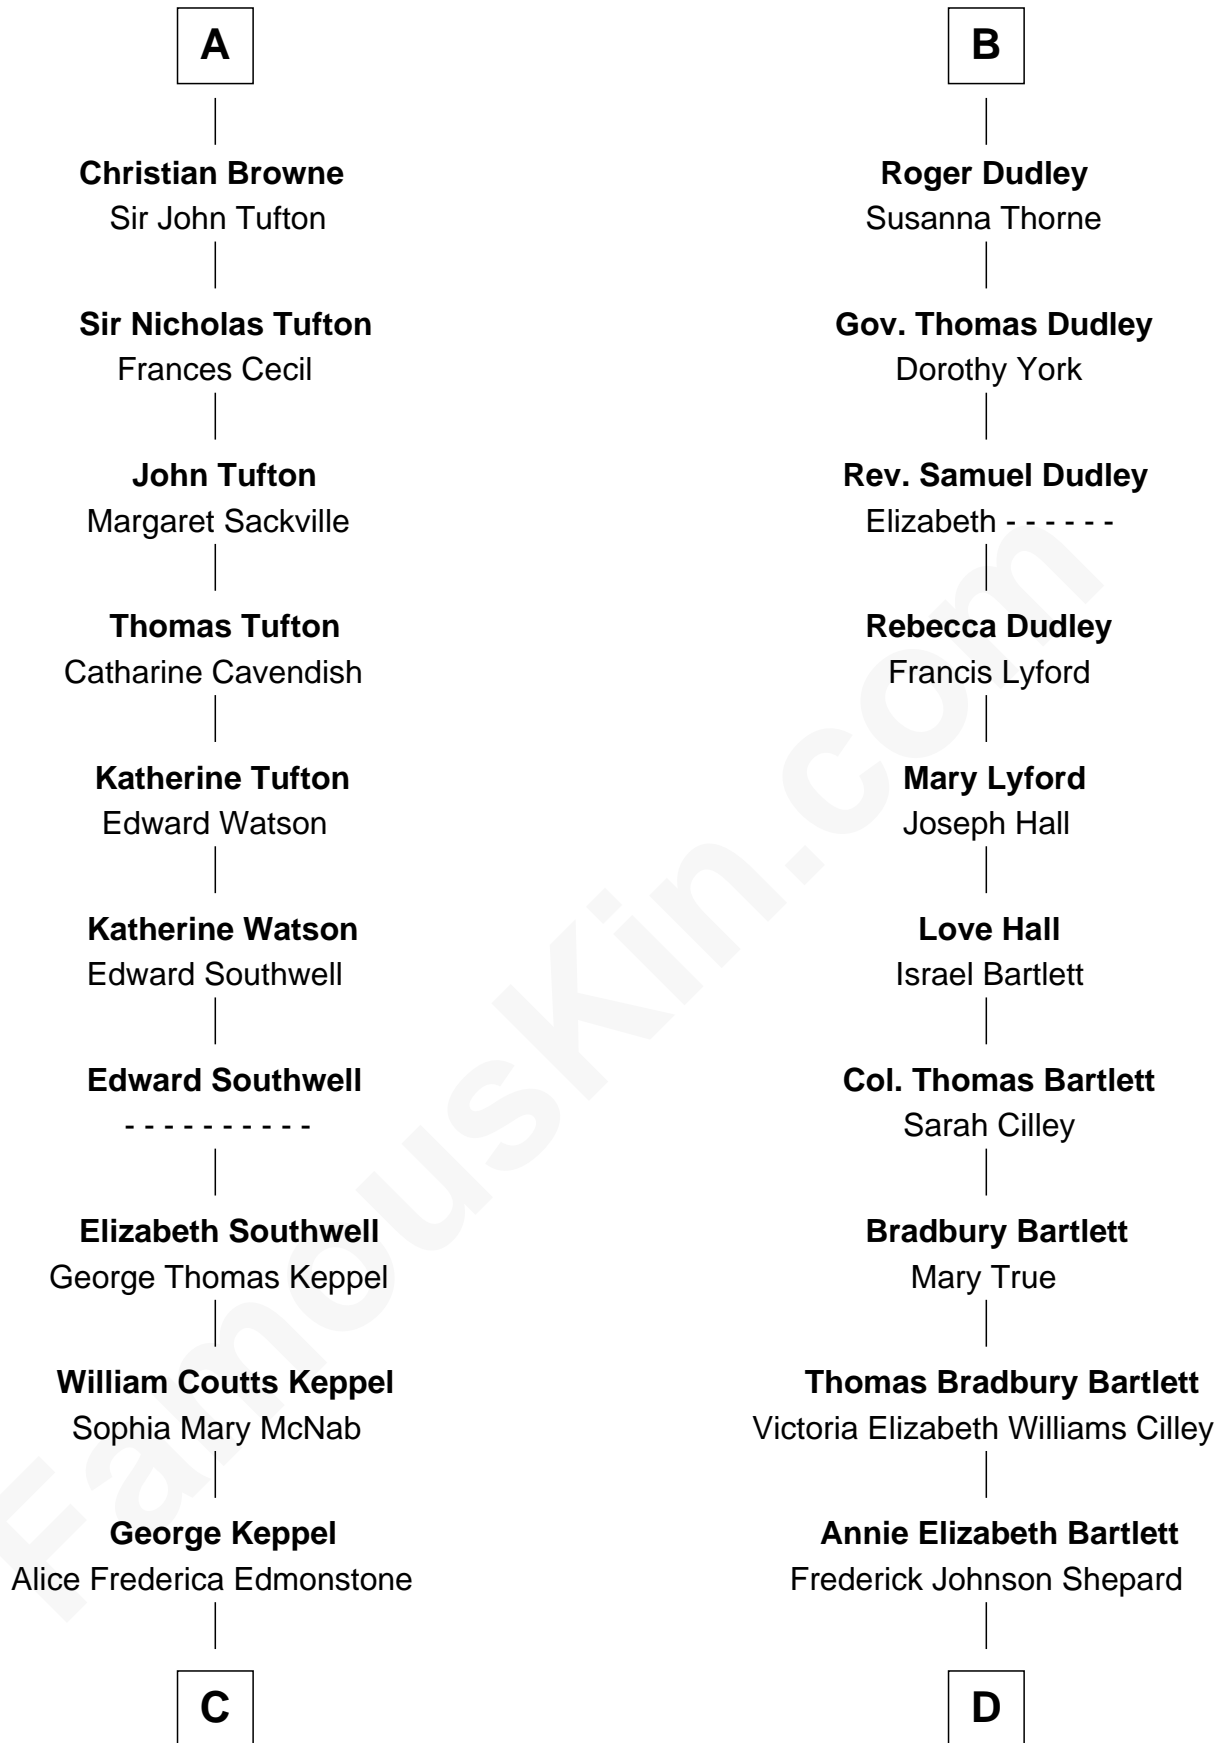 A
Christian Browne
Sir John Tufton
Sir Nicholas Tufton
Frances Cecil
John Tufton
Margaret Sackville
Thomas Tufton
Catharine Cavendish
Katherine Tufton
Edward Watson
Katherine Watson
Edward Southwell
Edward Southwell
- - - - - - - - - -
Elizabeth Southwell
George Thomas Keppel
William Coutts Keppel
Sophia Mary McNab
George Keppel
Alice Frederica Edmonstone
C
B
Roger Dudley
Susanna Thorne
Gov. Thomas Dudley
Dorothy York
Rev. Samuel Dudley
Elizabeth - - - - - -
Rebecca Dudley
Francis Lyford
Mary Lyford
Joseph Hall
Love Hall
Israel Bartlett
Col. Thomas Bartlett
Sarah Cilley
Bradbury Bartlett
Mary True
Thomas Bradbury Bartlett
Victoria Elizabeth Williams Cilley
Annie Elizabeth Bartlett
Frederick Johnson Shepard
D
FamousKin.com